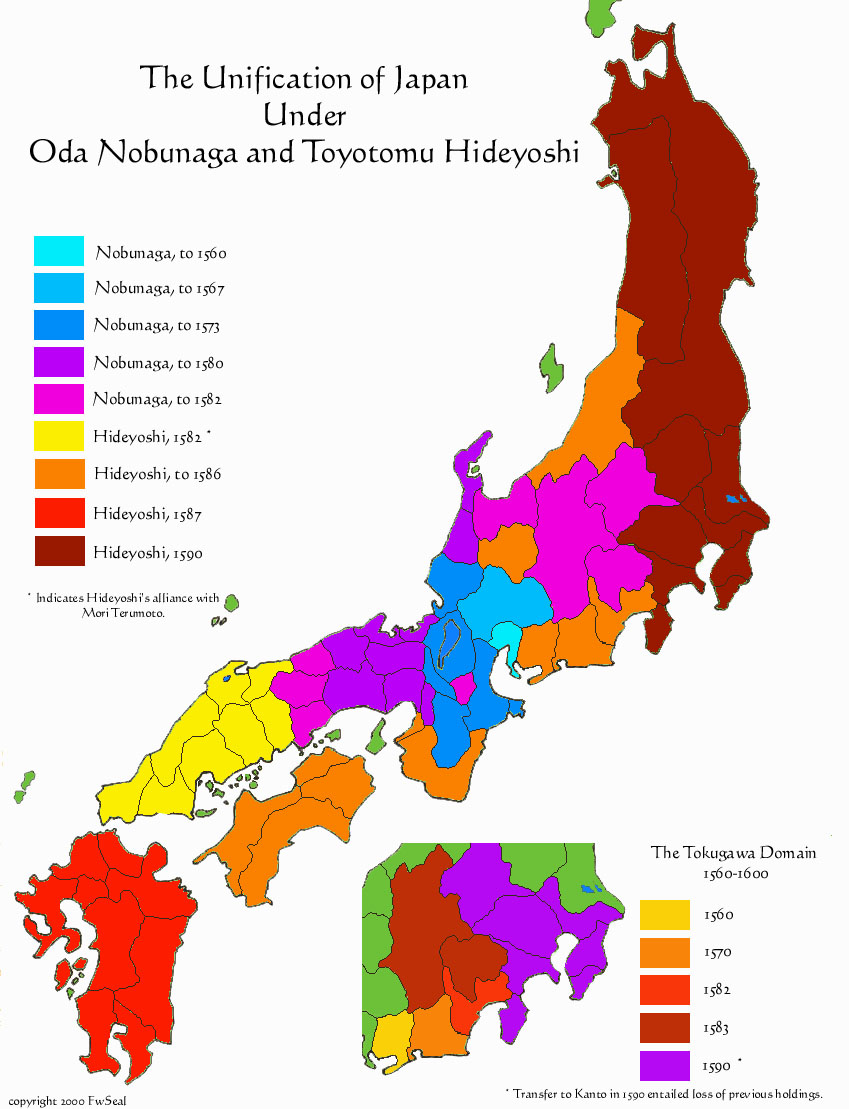 The Unification of Japan
Under
Oda Nobunaga and Toyotomu Hideyoshi
Nobunaga, to 1560
Nobunaga, to 1567
Nobunaga, to 1573
Nobunaga, to 1580
Nobunaga, to 1582
Hideyoshi, 1582 *
Hideyoshi, to 1586
Hideyoshi, 1587
Hideyoshi, 1590
* Indicates Hideyoshi's alliance with
Mori Terumoto.
The Tokugawa Domain
1560-1600
1560
1570
1582
1583
1590 *
* Transfer to Kanto in 1590 entailed loss of previous holdings.
copyright 2000 FwSeal